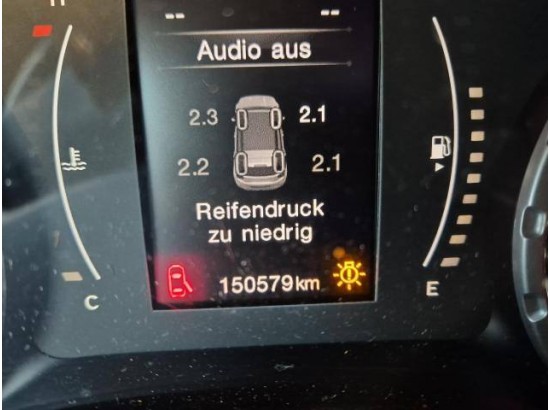 -- --
Audio aus
2.3 2.1
2.2 2.1
Reifendruck
zu niedrig
150579km
C E